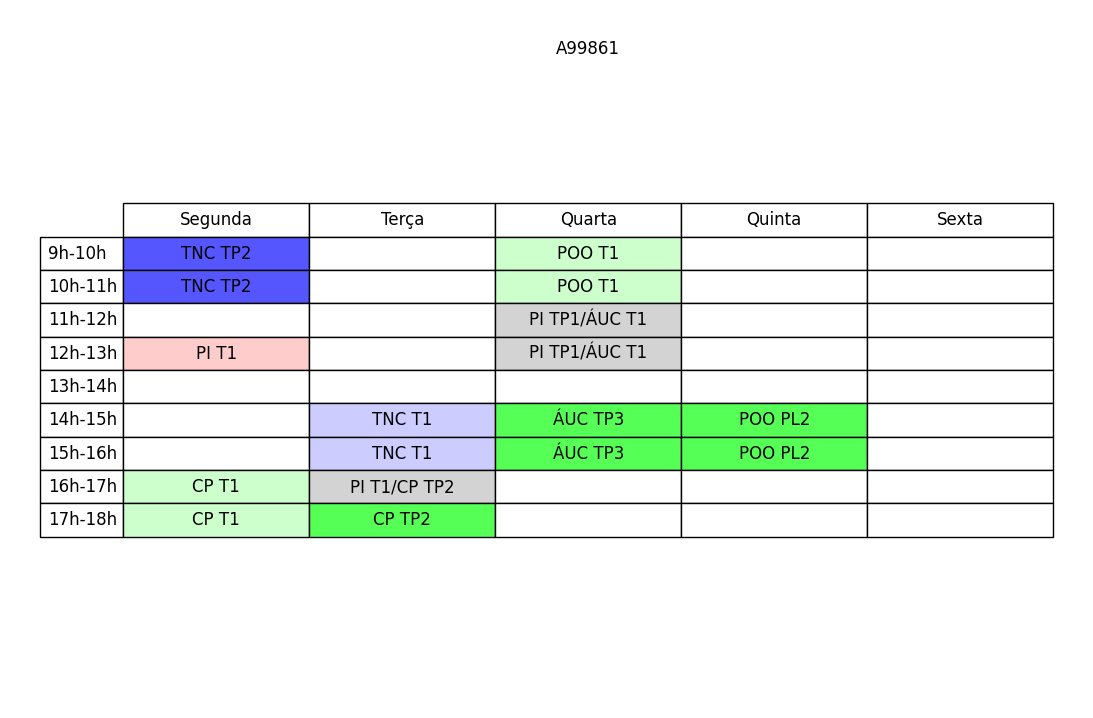 A99861
Segunda Terça Quarta Quinta Sexta
9h-10h TNC TP2 POO T1
10h-11h TNC TP2 POO T1
11h-12h PI TP1/ÁUC T1
12h-13h PI T1 PI TP1/ÁUC T1
13h-14h
14h-15h TNC T1 ÁUC TP3 POO PL2
15h-16h TNC T1 ÁUC TP3 POO PL2
16h-17h CP T1 PI T1/CP TP2
17h-18h CP T1 CP TP2